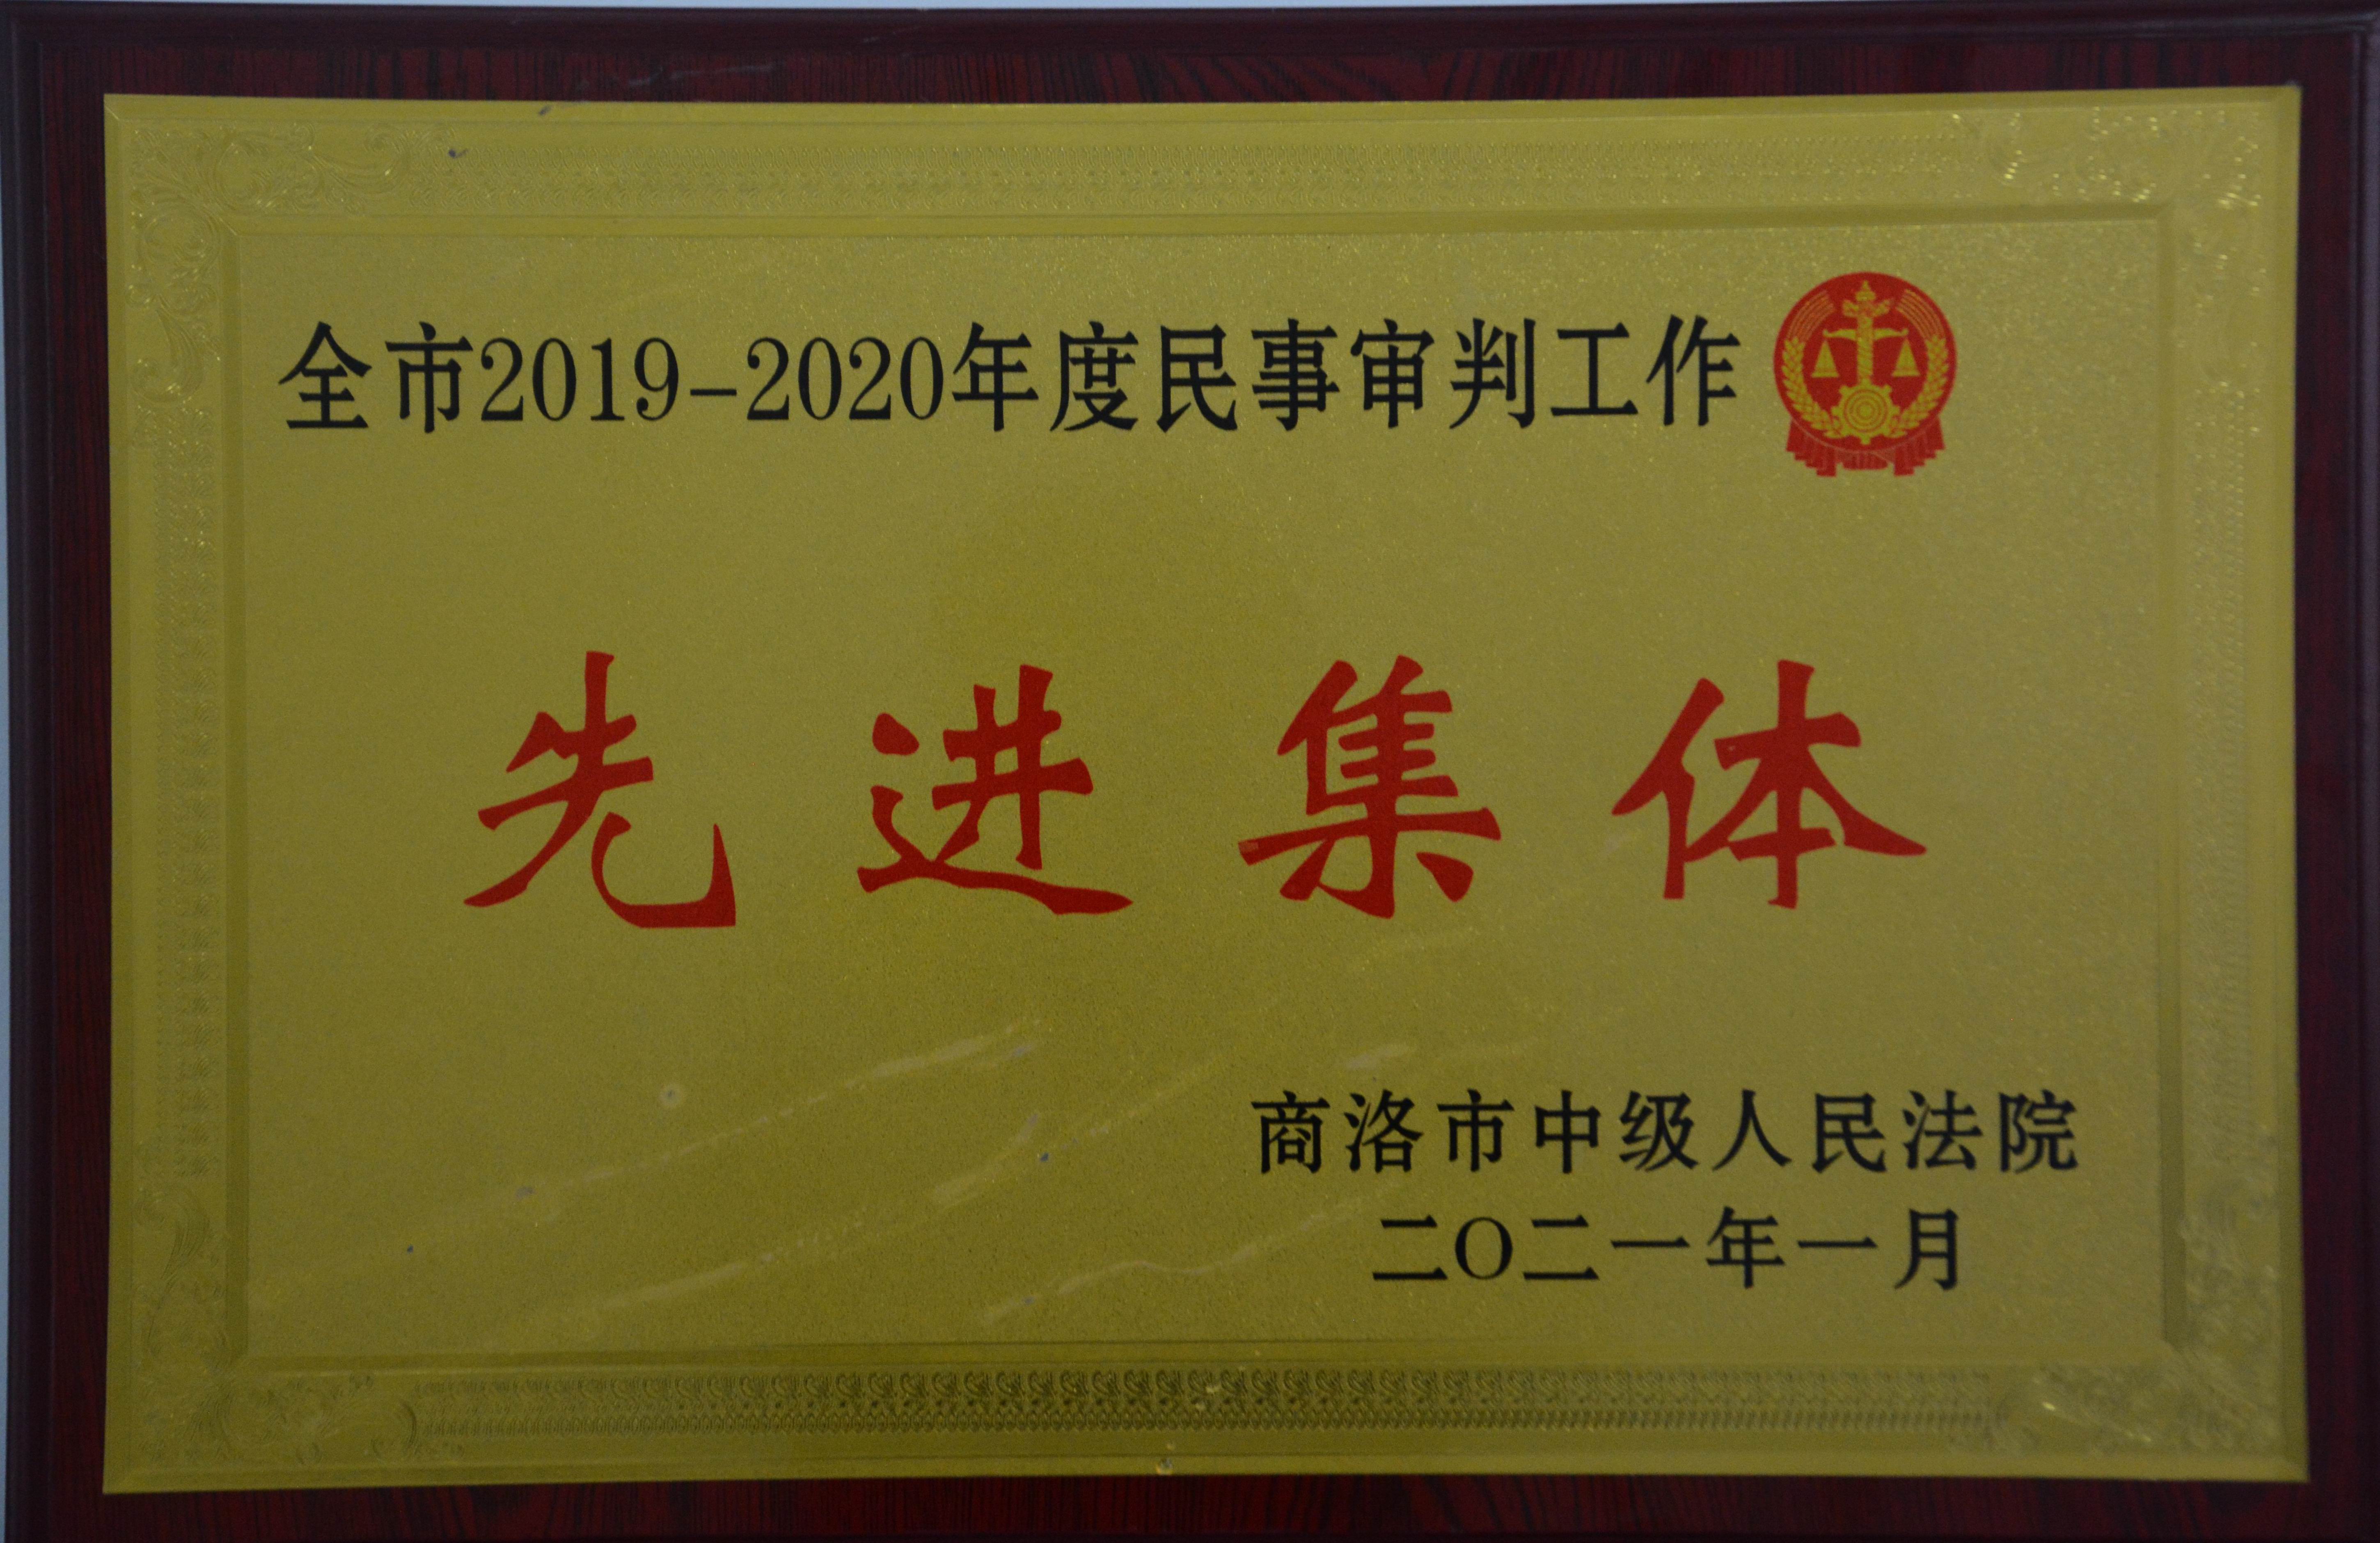 全市2019-2020年度民事审判工作
先进集体
商洛市中级人民法院
二〇二一年一月